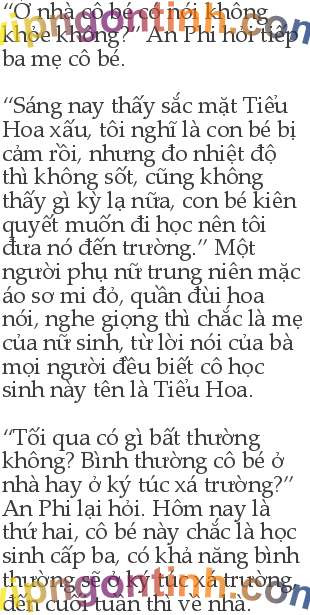 “Ở nhà cô bé có nói không
khỏe không?” An Phi hỏi tiếp
ba mẹ cô bé.
“Sáng nay thấy sắc mặt Tiểu
Hoa xấu, tôi nghĩ là con bé bị
cảm rồi, nhưng đo nhiệt độ
thì không sốt, cũng không
thấy gì kỳ lạ nữa, con bé kiên
quyết muốn đi học nên tôi
đưa nó đến trường.” Một
người phụ nữ trung niên mặc
áo sơ mi đỏ, quần đùi hoa
nói, nghe giọng thì chắc là mẹ
của nữ sinh, từ lời nói của bà
mọi người đều biết cô học
sinh này tên là Tiểu Hoa.
“Tối qua có gì bất thường
không? Bình thường cô bé ở
nhà hay ở ký túc xá trường?”
An Phi lại hỏi. Hôm nay là
thứ hai, cô bé này chắc là học
sinh cấp ba, có khả năng bình
thường sẽ ở ký túc xá trường,
đến cuối tuần thì về nhà.
vipngontinh.com
vipngontinh.com